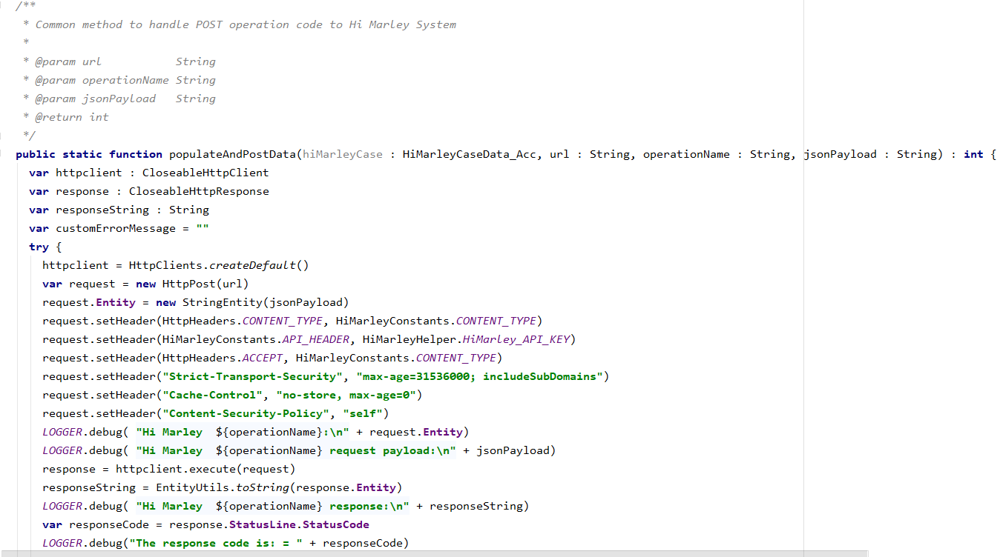 /**
 * Common method to handle POST operation code to Hi Marley System
 *
 * @param url           String
 * @param operationName String
 * @param jsonPayload   String
 * @return int
 */
public static function populateAndPostData(hiMarleyCase : HiMarleyCaseData_Acc, url : String, operationName : String, jsonPayload : String) : int {
  var httpclient : CloseableHttpClient
  var response : CloseableHttpResponse
  var responseString : String
  var customErrorMessage = ""
  try {
    httpclient = HttpClients.createDefault()
    var request = new HttpPost(url)
    request.Entity = new StringEntity(jsonPayload)
    request.setHeader(HttpHeaders.CONTENT_TYPE, HiMarleyConstants.CONTENT_TYPE)
    request.setHeader(HiMarleyConstants.API_HEADER, HiMarleyHelper.HiMarley_API_KEY)
    request.setHeader(HttpHeaders.ACCEPT, HiMarleyConstants.CONTENT_TYPE)
    request.setHeader("Strict-Transport-Security", "max-age=31536000; includeSubDomains")
    request.setHeader("Cache-Control", "no-store, max-age=0")
    request.setHeader("Content-Security-Policy", "self")
    LOGGER.debug( "Hi Marley  ${operationName}:\n" + request.Entity)
    LOGGER.debug( "Hi Marley  ${operationName} request payload:\n" + jsonPayload)
    response = httpclient.execute(request)
    responseString = EntityUtils.toString(response.Entity)
    LOGGER.debug( "Hi Marley  ${operationName} response:\n" + responseString)
    var responseCode = response.StatusLine.StatusCode
    LOGGER.debug("The response code is: = " + responseCode)